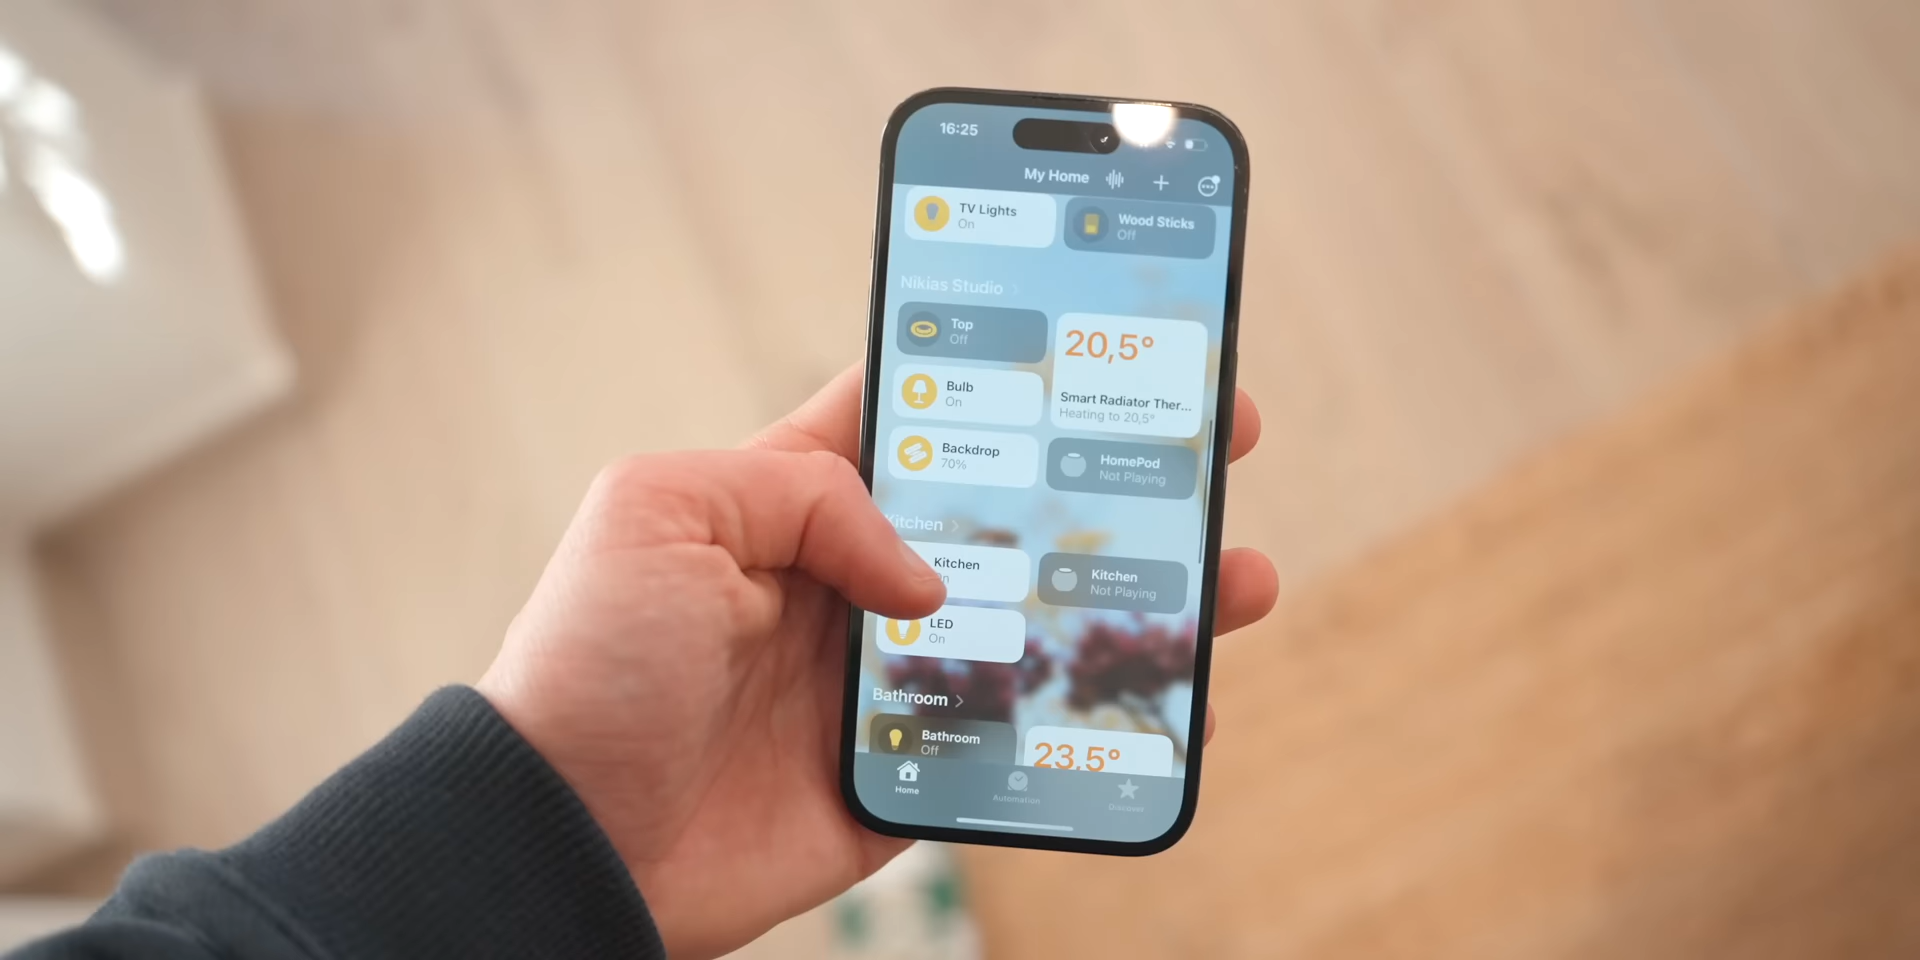 16:25
My Home
TV Lights
On
Wood Sticks
Off
Nikias Studio
Top
Off
20,5°
Smart Radiator Ther...
Heating to 20,5°
Bulb
On
Backdrop
70%
HomePod
Not Playing
Kitchen
Kitchen
Kitchen
Not Playing
LED
On
Bathroom
Bathroom
Off
23,5°
Home
Automation
Discover